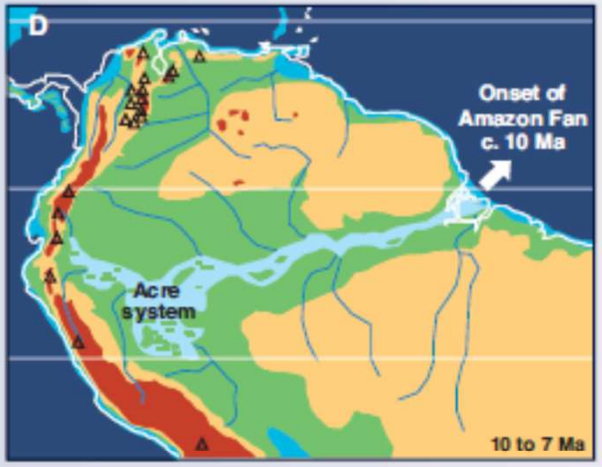 D
Onset of
Amazon Fan
c. 10 Ma
Acre
system
10 to 7 Ma